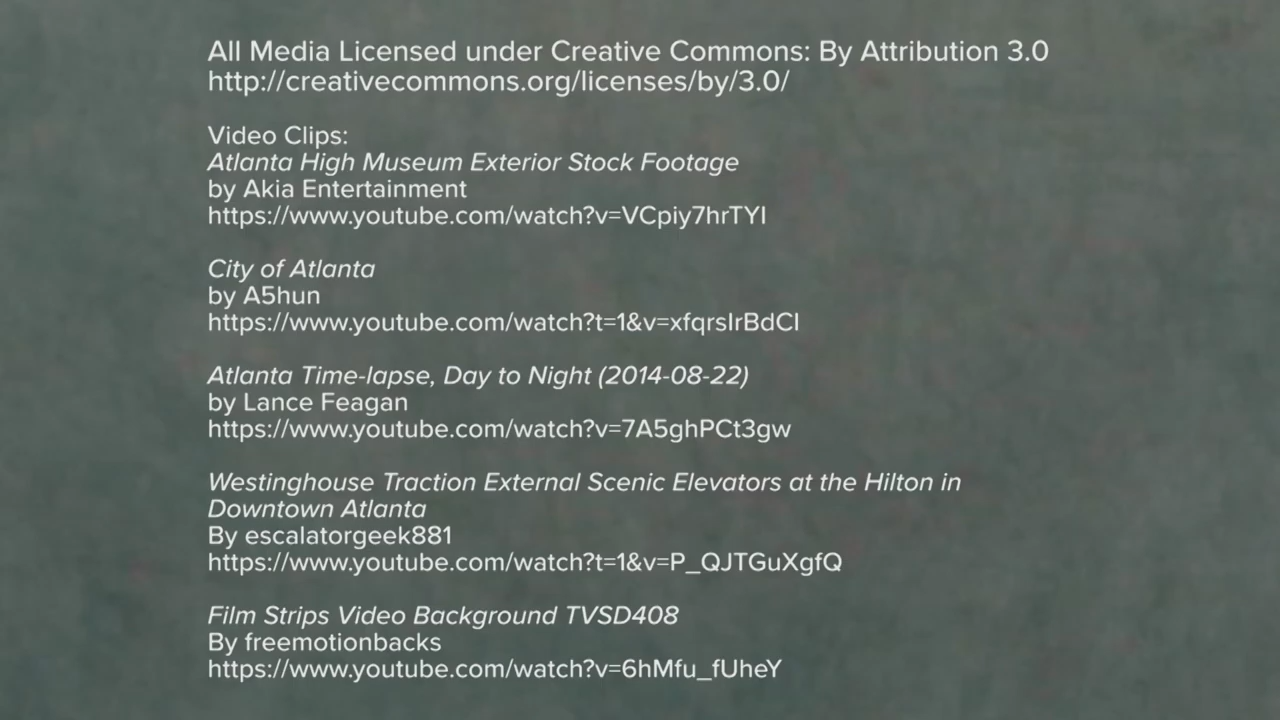 All Media Licensed under Creative Commons: By Attribution 3.0
http://creativecommons.org/licenses/by/3.0/
Video Clips:
Atlanta High Museum Exterior Stock Footage
by Akia Entertainment
https://www.youtube.com/watch?v=VCpiy7hrTYI
City of Atlanta
by A5hun
https://www.youtube.com/watch?t=1&v=xfqrsIrBdCI
Atlanta Time-lapse, Day to Night (2014-08-22)
by Lance Feagan
https://www.youtube.com/watch?v=7A5ghPCt3gw
Westinghouse Traction External Scenic Elevators at the Hilton in
Downtown Atlanta
By escalatorgeek881
https://www.youtube.com/watch?t=1&v=P_QJTGuXgfQ
Film Strips Video Background TVSD408
By freemotionbacks
https://www.youtube.com/watch?v=6hMfu_fUheY